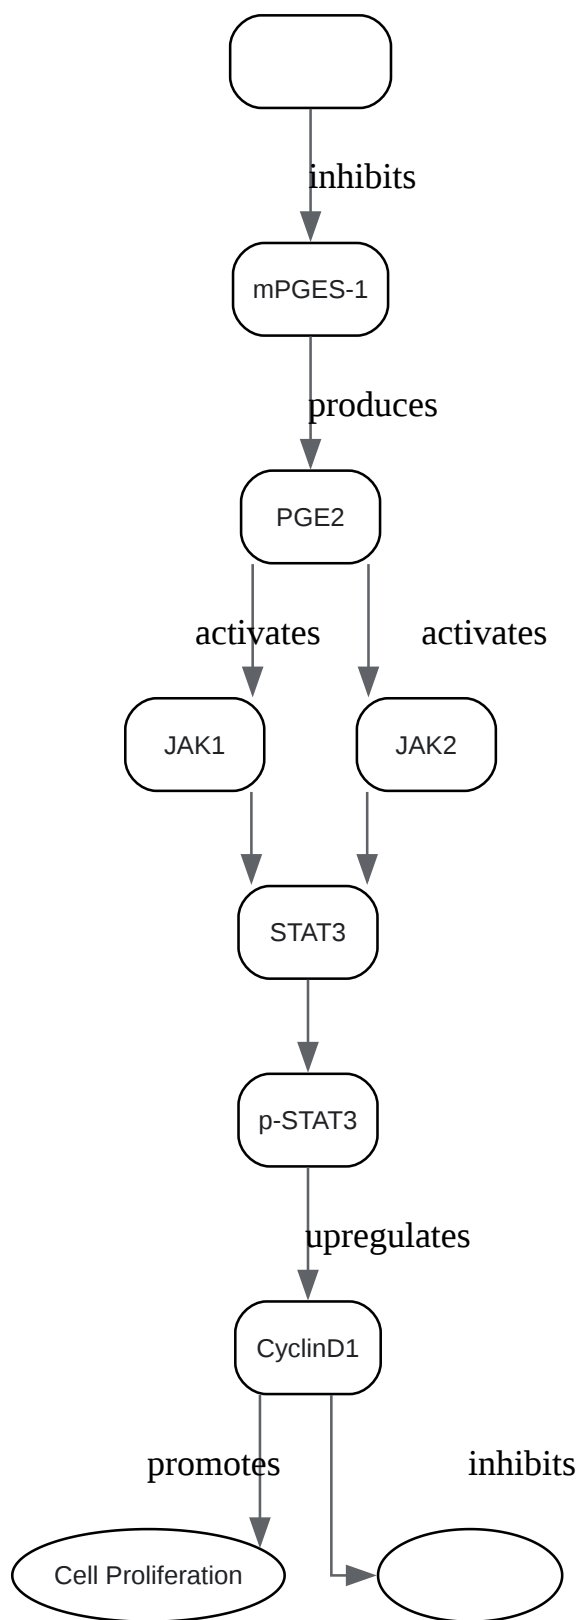 inhibits
mPGES-1
produces
PGE2
activates activates
JAK1 JAK2
STAT3
p-STAT3
upregulates
CyclinD1
promotes inhibits
Cell Proliferation